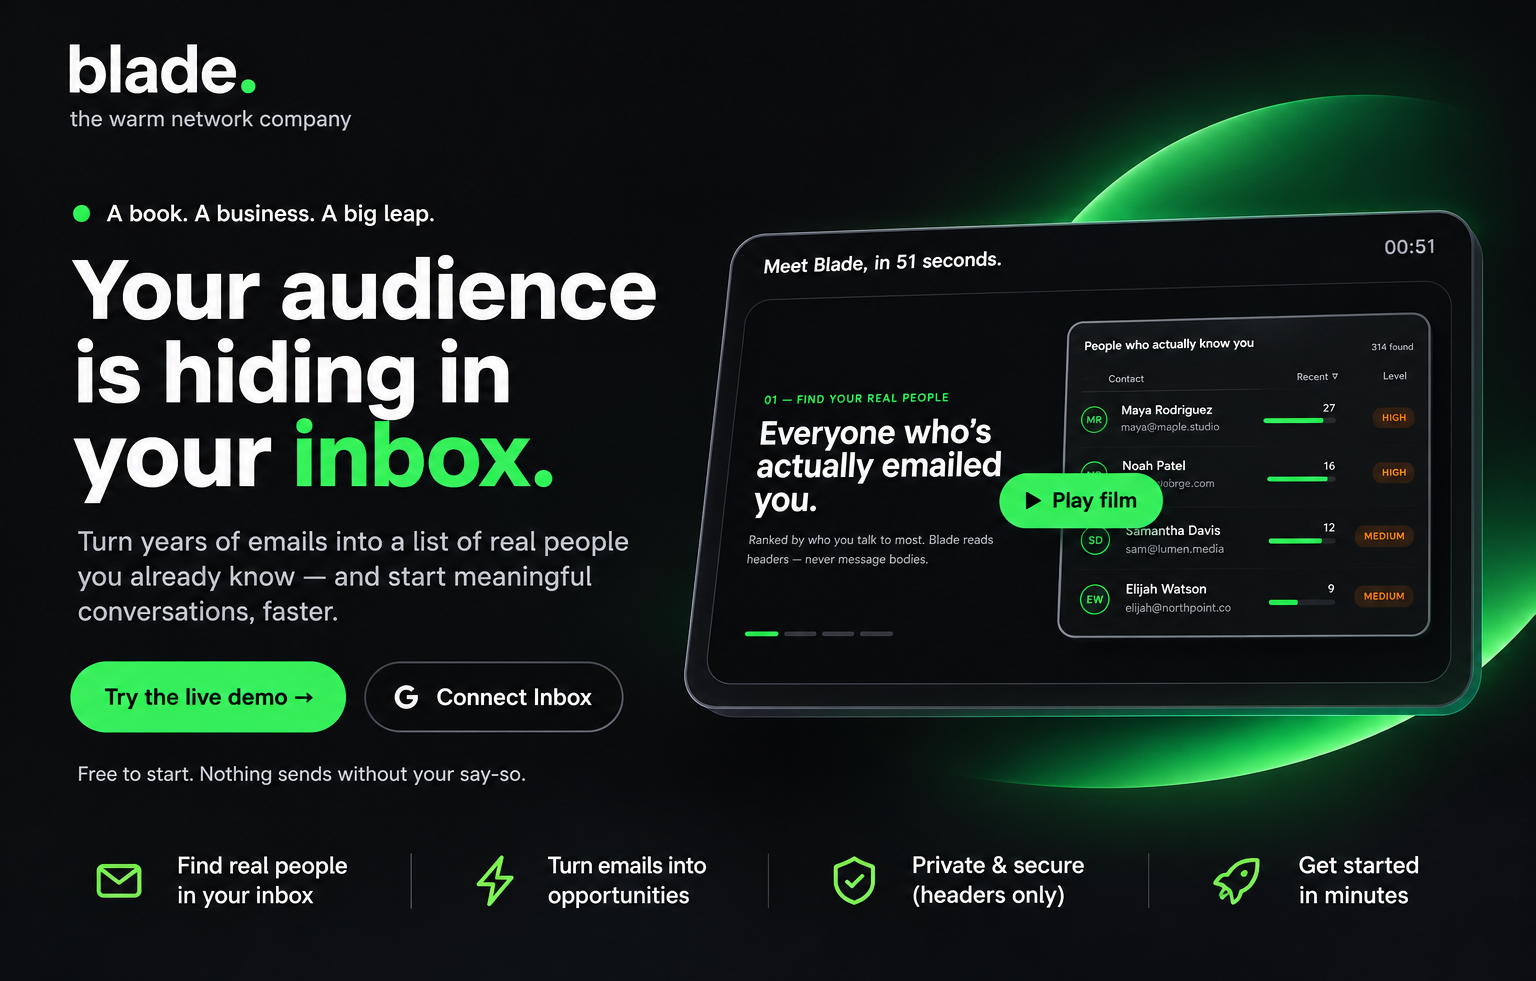 blade.
the warm network company
A book. A business. A big leap.
Your audience
is hiding in
your inbox.
Turn years of emails into a list of real people
you already know — and start meaningful
conversations, faster.
Try the live demo →
G Connect Inbox
Free to start. Nothing sends without your say-so.
Meet Blade, in 51 seconds.
00:51
01 — FIND YOUR REAL PEOPLE
Everyone who's
actually emailed
you.
Ranked by who you talk to most. Blade reads
headers — never message bodies.
Play film
People who actually know you
314 found
Contact Recent Level
MR Maya Rodriguez 27 HIGH
maya@maple.studio
Noah Patel 16 HIGH
SD Samantha Davis 12 MEDIUM
sam@lumen.media
EW Elijah Watson 9 MEDIUM
elijah@northpoint.co
Find real people
in your inbox
Turn emails into
opportunities
Private & secure
(headers only)
Get started
in minutes